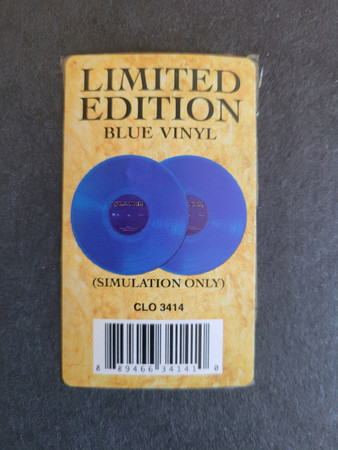 LIMITED
EDITION
BLUE VINYL
(SIMULATION ONLY)
CLO 3414
8 89466 34141 0